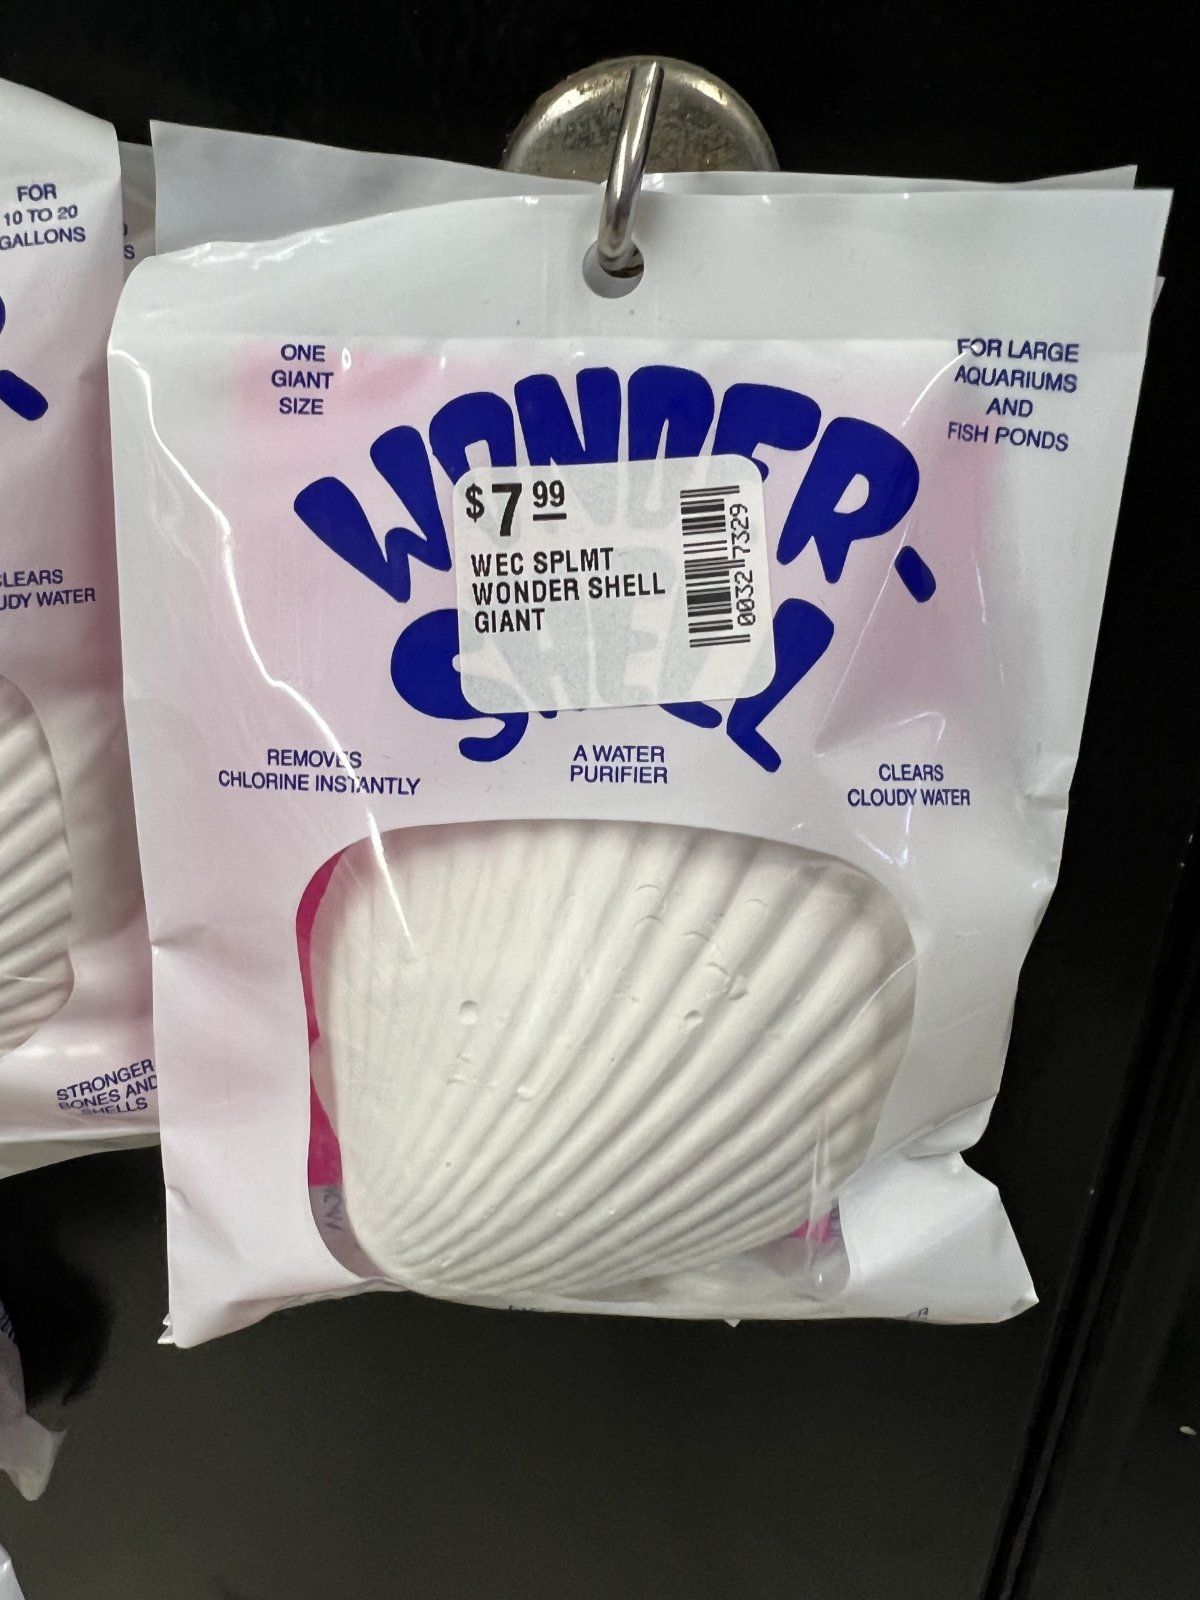 FOR
10 TO 20
GALLONS
ONE
GIANT
SIZE
FOR LARGE
AQUARIUMS
AND
FISH PONDS
WONDER-
SHELL
$7.99
WEC SPLMT
WONDER SHELL
GIANT
0032 7329
REMOVES
CHLORINE INSTANTLY
A WATER
PURIFIER
CLEARS
CLOUDY WATER
CLEARS
UDY WATER
STRONGER
BONES AND
SHELLS